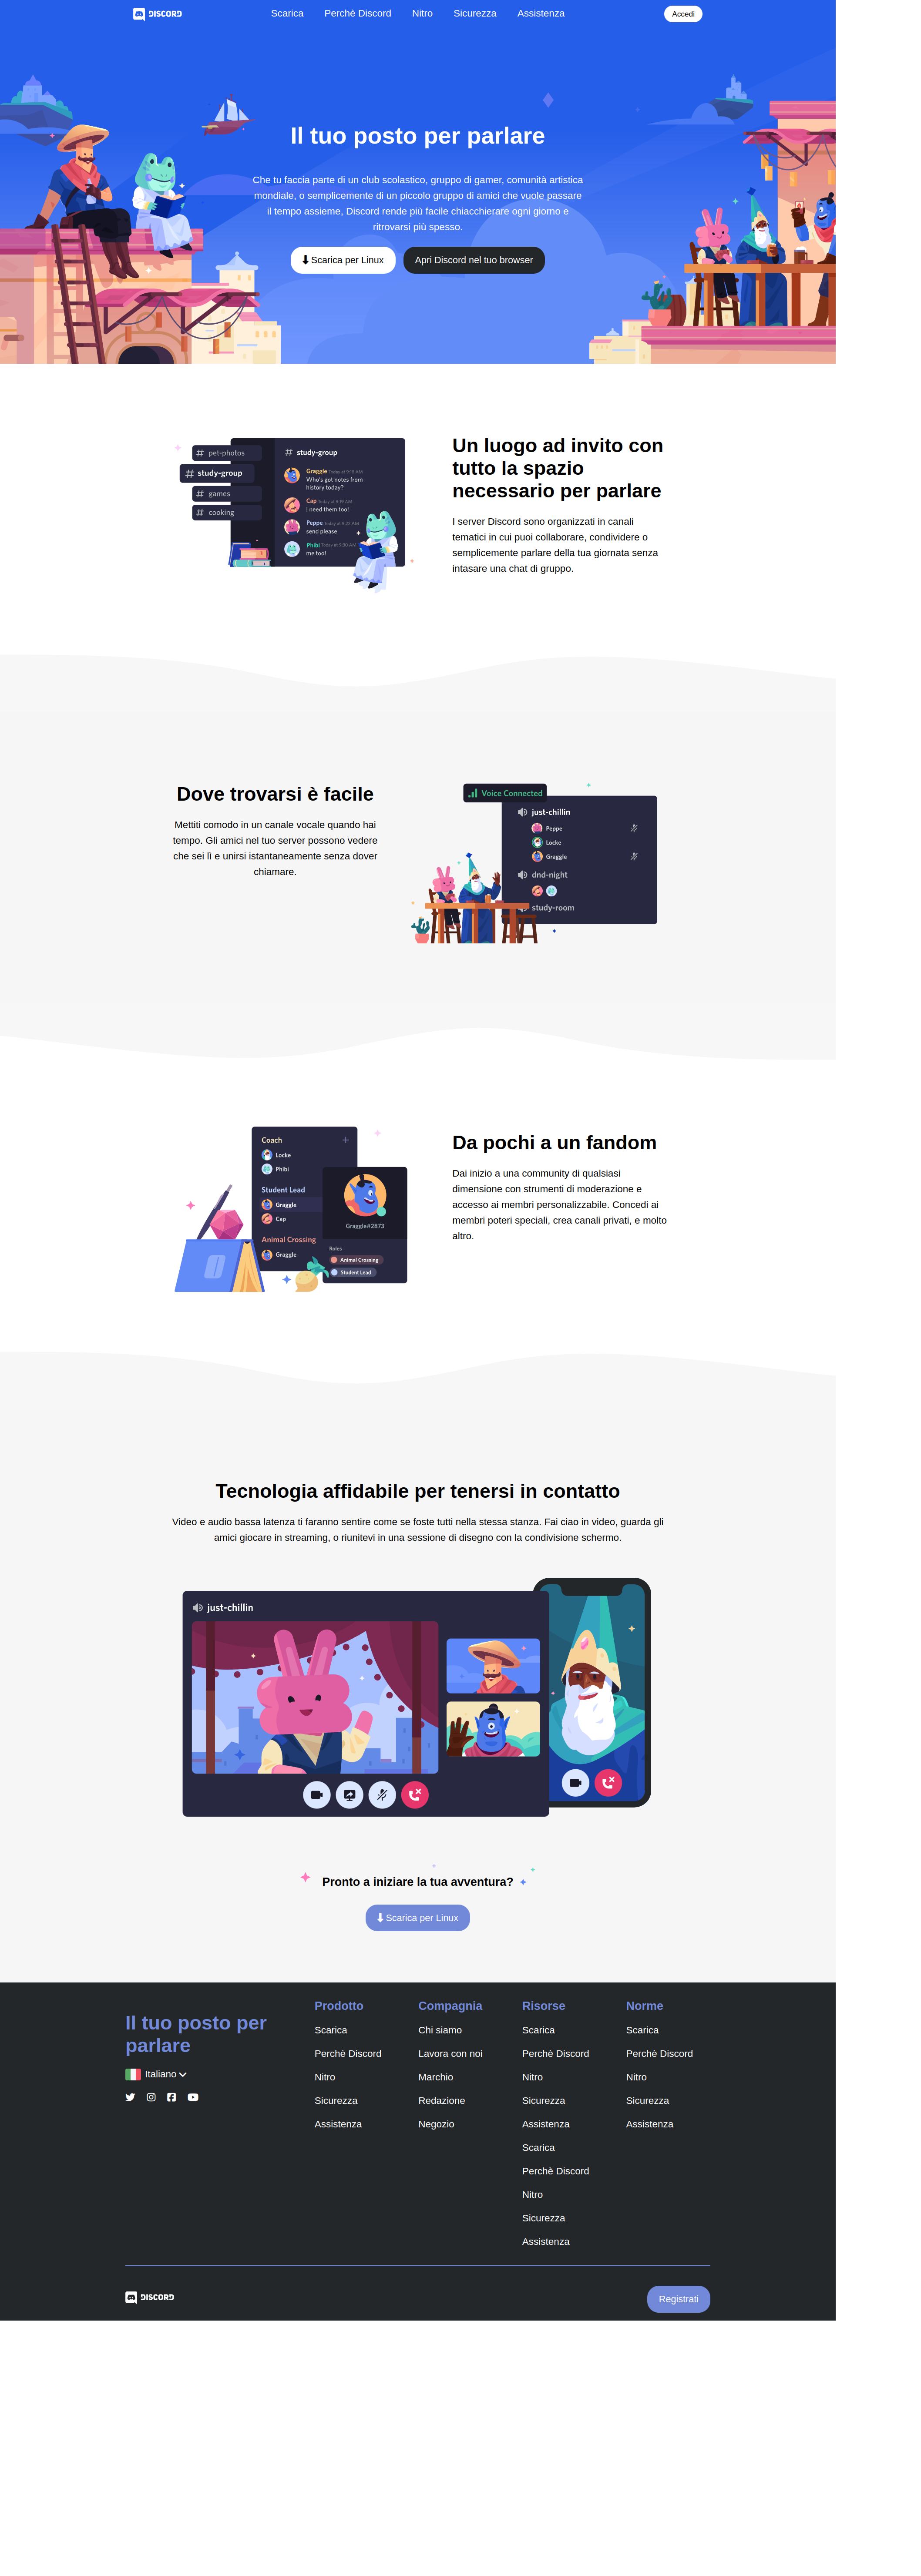 DISCORD
Scarica
Perchè Discord
Nitro
Sicurezza
Assistenza
Accedi
Il tuo posto per parlare
Che tu faccia parte di un club scolastico, gruppo di gamer, comunità artistica
mondiale, o semplicemente di un piccolo gruppo di amici che vuole passare
il tempo assieme, Discord rende più facile chiacchierare ogni giorno e
ritrovarsi più spesso.
Scarica per Linux
Apri Discord nel tuo browser
# pet-photos
# study-group
# games
# cooking
# study-group
Graggle Today at 9:18 AM
Who's got notes from
history today?
Cap Today at 9:19 AM
I need them too!
Peppe Today at 9:22 AM
send please
Phibi Today at 9:30 AM
me too!
Un luogo ad invito con
tutto la spazio
necessario per parlare
I server Discord sono organizzati in canali
tematici in cui puoi collaborare, condividere o
semplicemente parlare della tua giornata senza
intasare una chat di gruppo.
Dove trovarsi è facile
Mettiti comodo in un canale vocale quando hai
tempo. Gli amici nel tuo server possono vedere
che sei lì e unirsi istantaneamente senza dover
chiamare.
Voice Connected
just-chillin
Peppe
Locke
Graggle
dnd-night
study-room
Coach
Locke
Phibi
Student Lead
Graggle
Cap
Animal Crossing
Graggle
Graggle#2873
Roles
Animal Crossing
Student Lead
Da pochi a un fandom
Dai inizio a una community di qualsiasi
dimensione con strumenti di moderazione e
accesso ai membri personalizzabile. Concedi ai
membri poteri speciali, crea canali privati, e molto
altro.
Tecnologia affidabile per tenersi in contatto
Video e audio bassa latenza ti faranno sentire come se foste tutti nella stessa stanza. Fai ciao in video, guarda gli
amici giocare in streaming, o riunitevi in una sessione di disegno con la condivisione schermo.
just-chillin
Pronto a iniziare la tua avventura?
Scarica per Linux
Il tuo posto per
parlare
Italiano
Prodotto
Scarica
Perchè Discord
Nitro
Sicurezza
Assistenza
Compagnia
Chi siamo
Lavora con noi
Marchio
Redazione
Negozio
Risorse
Scarica
Perchè Discord
Nitro
Sicurezza
Assistenza
Scarica
Perchè Discord
Nitro
Sicurezza
Assistenza
Norme
Scarica
Perchè Discord
Nitro
Sicurezza
Assistenza
DISCORD
Registrati